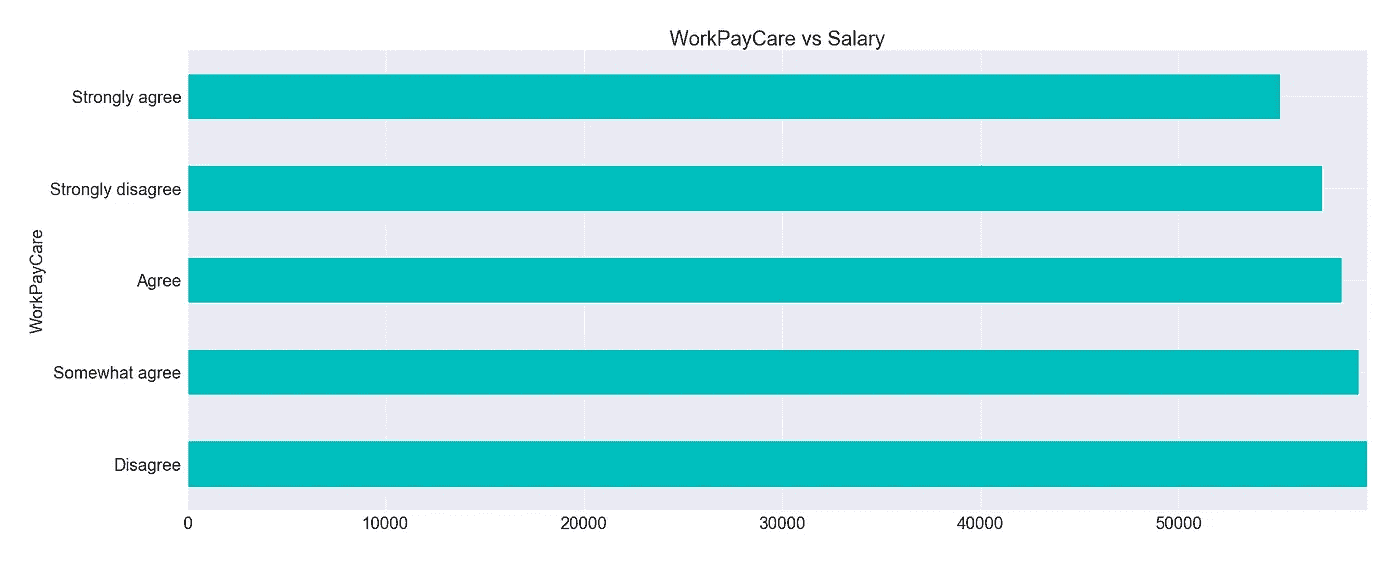 WorkPayCare vs Salary
Strongly agree
Strongly disagree
Agree
Somewhat agree
Disagree
WorkPayCare
0 10000 20000 30000 40000 50000